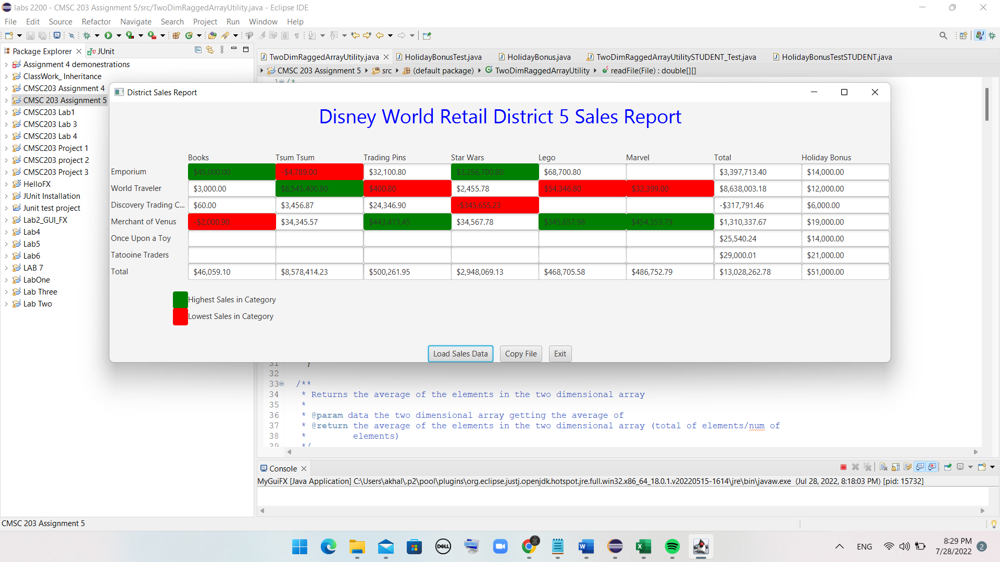 labs 2200 - CMSC 203 Assignment 5/src/TwoDimRaggedArrayUtility.java - Eclipse IDE
File Edit Source Refactor Navigate Search Project Run Window Help
Package Explorer JUnit
TwoDimRaggedArrayUtility.java HolidayBonusTest.java HolidayBonus.java TwoDimRaggedArrayUtilitySTUDENT_Test.java HolidayBonusTestSTUDENT.java
CMSC 203 Assignment 5 src (default package) TwoDimRaggedArrayUtility readFile(File) : double[][]
Assignment 4 demonestrations
ClassWork_ Inheritance
CMSC203 Assignment 4
CMSC 203 Assignment 5
CMSC203 Lab1
CMSC203 Lab 3
CMSC203 Lab 4
CMSC203 Project 1
CMSC203 project 2
CMSC203 Project 3
HelloFX
JUnit Installation
Junit test project
Lab2_GUI_FX
Lab4
Lab5
Lab6
LAB 7
LabOne
Lab Three
Lab Two
1 /*
District Sales Report
Disney World Retail District 5 Sales Report
Books Tsum Tsum Trading Pins Star Wars Lego Marvel Total Holiday Bonus
Emporium $45,000.00 -$4,789.00 $32,100.80 $3,256,700.80 $68,700.80 $3,397,713.40 $14,000.00
World Traveler $3,000.00 $8,545,400.80 $400.80 $2,455.78 $54,346.80 $32,399.00 $8,638,003.18 $12,000.00
Discovery Trading C... $60.00 $3,456.87 $24,346.90 -$345,655.23 -$317,791.46 $6,000.00
Merchant of Venus -$2,000.90 $34,345.57 $443,413.45 $34,567.78 $345,657.98 $454,353.79 $1,310,337.67 $19,000.00
Once Upon a Toy $25,540.24 $14,000.00
Tatooine Traders $29,000.01 $21,000.00
Total $46,059.10 $8,578,414.23 $500,261.95 $2,948,069.13 $468,705.58 $486,752.79 $13,028,262.78 $51,000.00
Highest Sales in Category
Lowest Sales in Category
Load Sales Data Copy File Exit
31 }
32
33 /**
34 * Returns the average of the elements in the two dimensional array
35 *
36 * @param data the two dimensional array getting the average of
37 * @return the average of the elements in the two dimensional array (total of elements/num of
38 * elements)
39 */
Console
MyGuiFX [Java Application] C:\Users\akhal\.p2\pool\plugins\org.eclipse.justj.openjdk.hotspot.jre.full.win32.x86_64_18.0.1.v20220515-1614\jre\bin\javaw.exe (Jul 28, 2022, 8:18:03 PM) [pid: 15732]
CMSC 203 Assignment 5
DELL
ENG
8:29 PM
7/28/2022
2